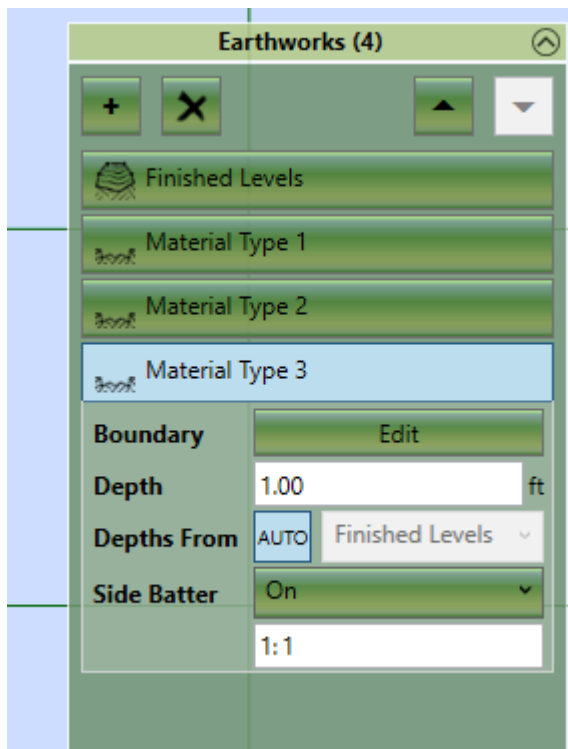 Earthworks (4)
+
Finished Levels
Material Type 1
Material Type 2
Material Type 3
Boundary Edit
Depth 1.00 ft
Depths From AUTO Finished Levels
Side Batter On
1:1